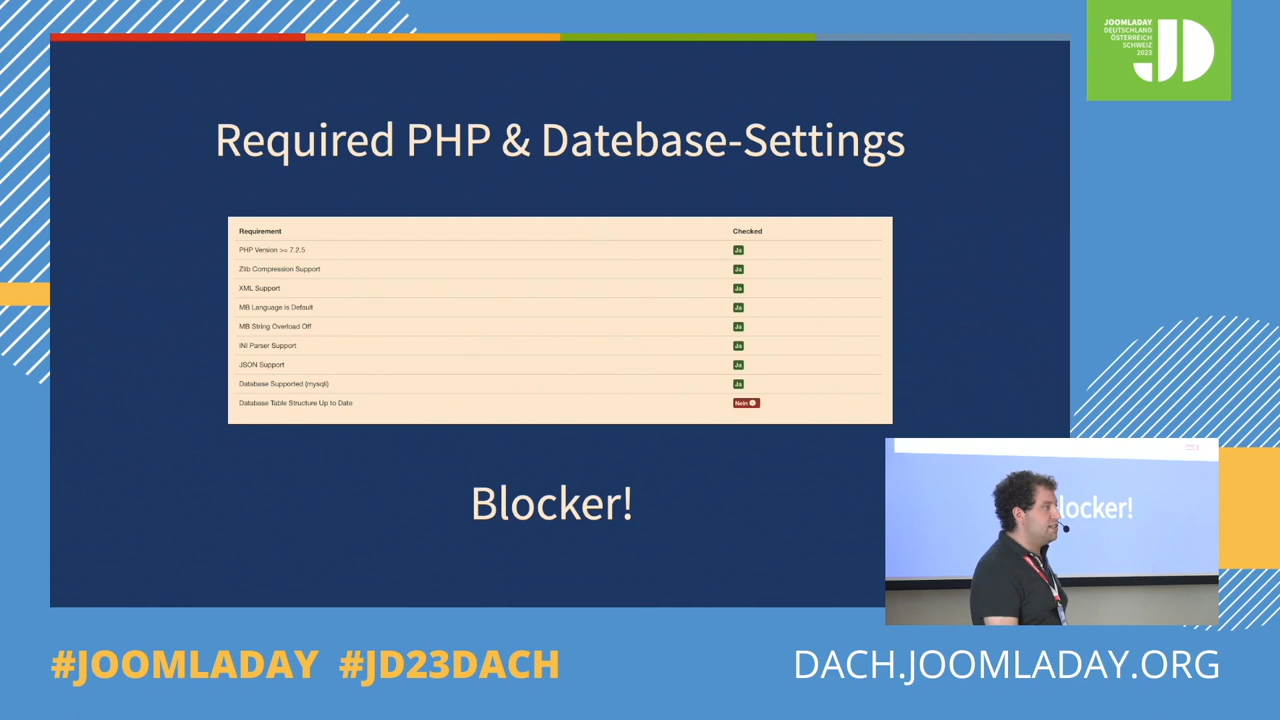 JOOMLADAY
DEUTSCHLAND
ÖSTERREICH
SCHWEIZ
2023
JD
Required PHP & Datebase-Settings
Requirement Checked
PHP Version >= 7.2.5 Ja
Zlib Compression Support Ja
XML Support Ja
MB Language is Default Ja
MB String Overload Off Ja
INI Parser Support Ja
JSON Support Ja
Database Supported (mysqli) Ja
Database Table Structure Up to Date Nein
Blocker!
locker!
#JOOMLADAY #JD23DACH
DACH.JOOMLADAY.ORG